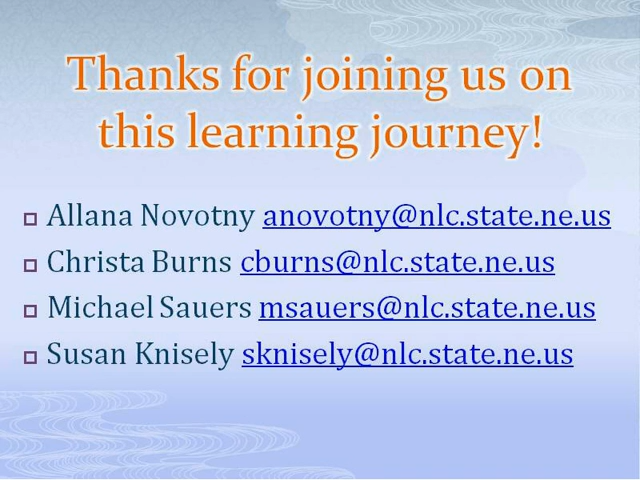 Thanks for joining us on
this learning journey!
Allana Novotny anovotny@nlc.state.ne.us
Christa Burns cburns@nlc.state.ne.us
Michael Sauers msauers@nlc.state.ne.us
Susan Knisely sknisely@nlc.state.ne.us